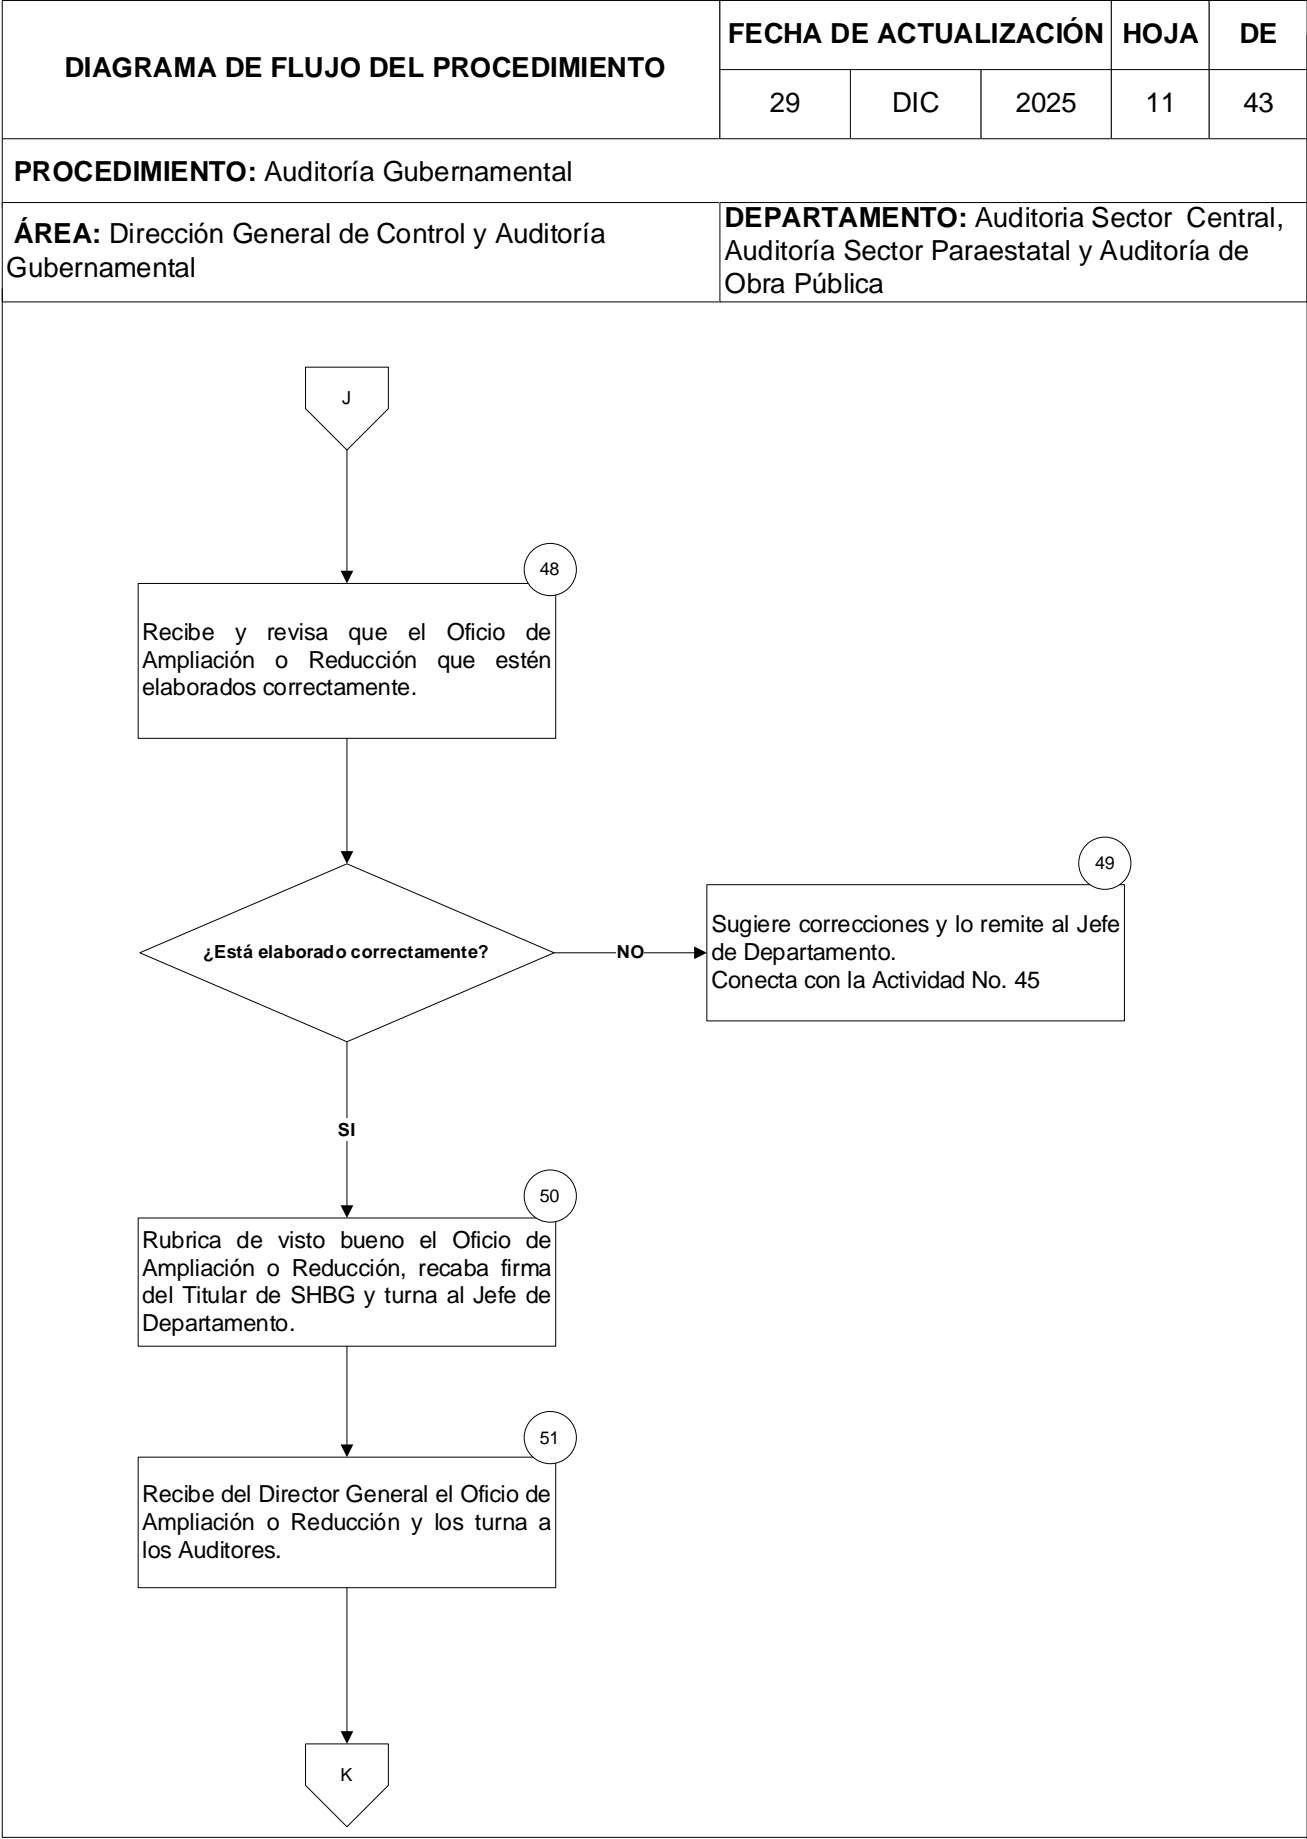 DIAGRAMA DE FLUJO DEL PROCEDIMIENTO
FECHA DE ACTUALIZACIÓN HOJA DE
29 DIC 2025 11 43
PROCEDIMIENTO: Auditoría Gubernamental
ÁREA: Dirección General de Control y Auditoría
Gubernamental
DEPARTAMENTO: Auditoria Sector Central,
Auditoría Sector Paraestatal y Auditoría de
Obra Pública
J
48
Recibe y revisa que el Oficio de
Ampliación o Reducción que estén
elaborados correctamente.
¿Está elaborado correctamente?
NO
49
Sugiere correcciones y lo remite al Jefe
de Departamento.
Conecta con la Actividad No. 45
SI
50
Rubrica de visto bueno el Oficio de
Ampliación o Reducción, recaba firma
del Titular de SHBG y turna al Jefe de
Departamento.
51
Recibe del Director General el Oficio de
Ampliación o Reducción y los turna a
los Auditores.
K